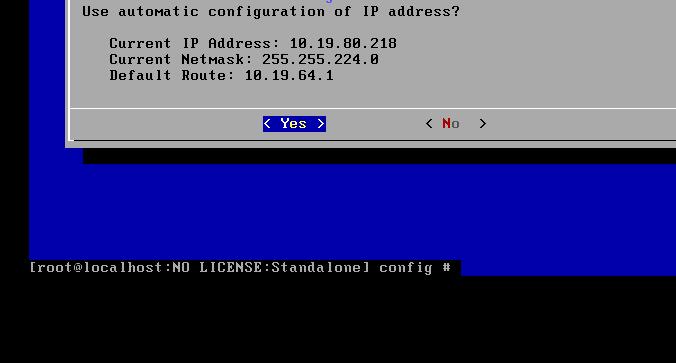 Use automatic configuration of IP address?
Current IP Address: 10.19.80.218
Current Netmask: 255.255.224.0
Default Route: 10.19.64.1
< Yes > < No >
[root@localhost:NO LICENSE:Standalone] config #